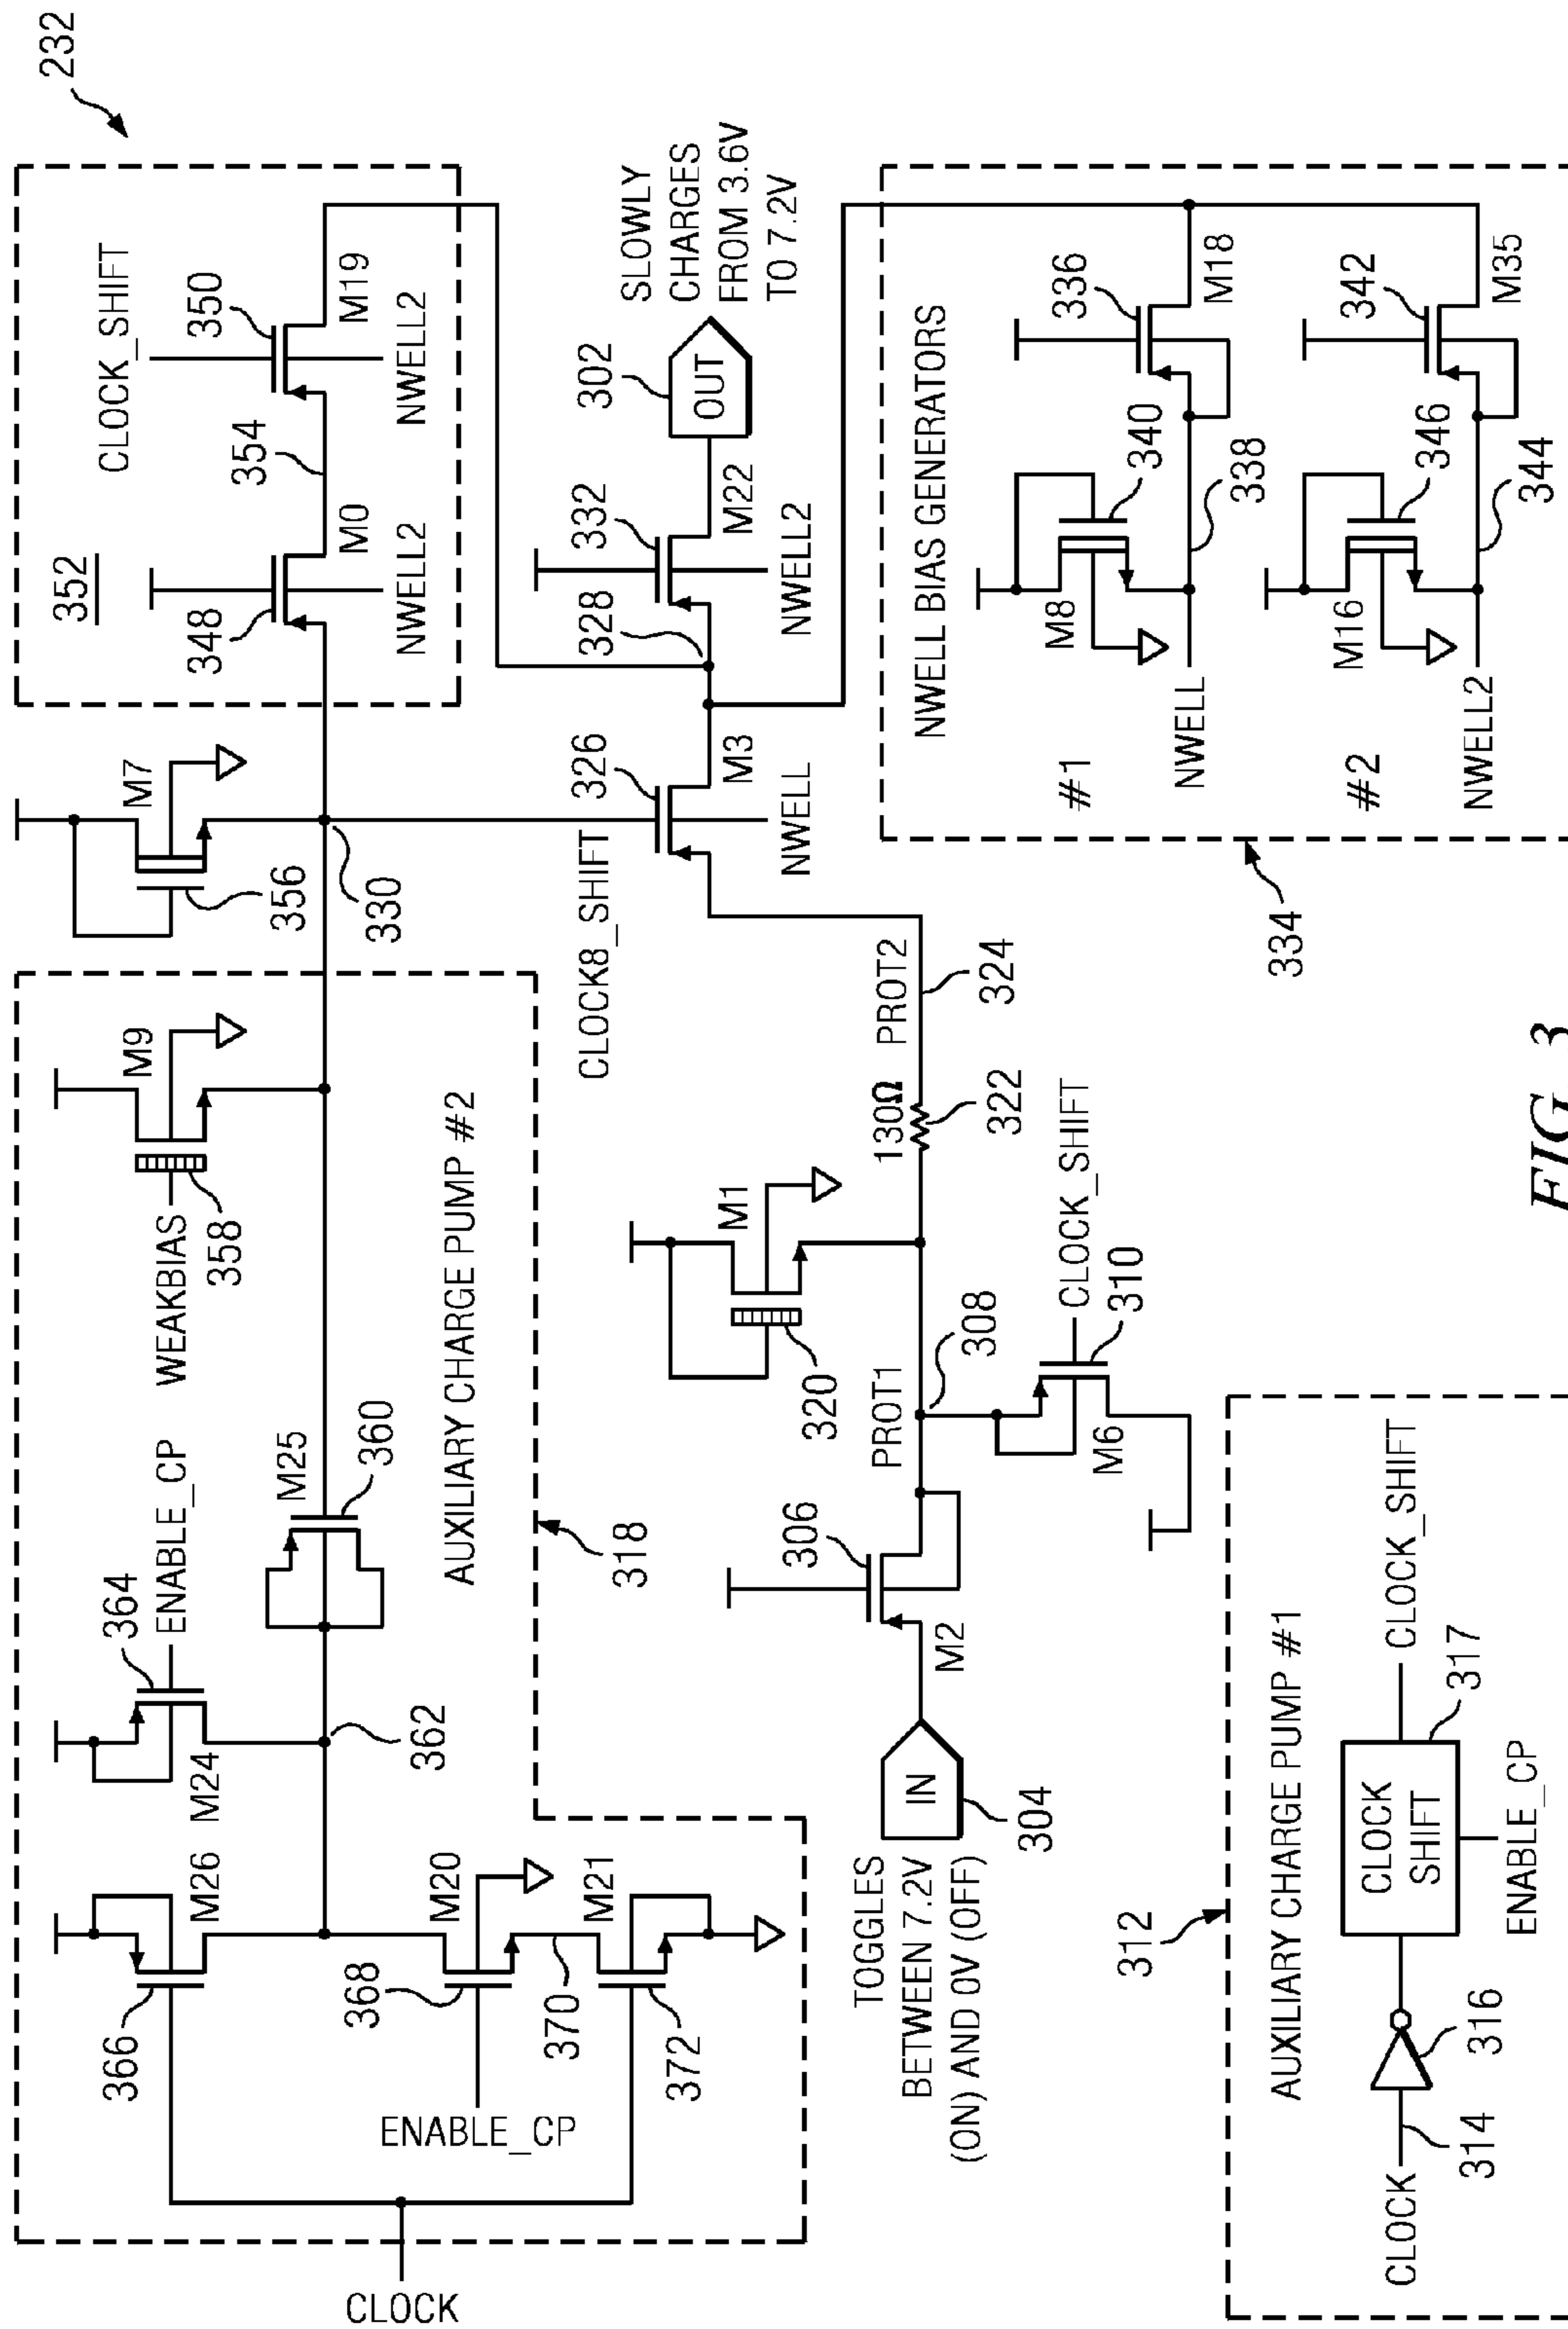 232
352
CLOCK_SHIFT
350
M19
NWELL2
354
348
M0
NWELL2
M7
356
330
M9
WEAKBIAS
358
ENABLE_CP
364
M24
M25
360
362
AUXILIARY CHARGE PUMP #2
318
366
M26
368
M20
ENABLE_CP
370
M21
372
CLOCK
SLOWLY
CHARGES
FROM 3.6V
TO 7.2V
302
OUT
332
M22
NWELL2
328
326
M3
CLOCK8_SHIFT
NWELL
PROT2
324
130Ω
322
M1
320
PROT1
308
CLOCK_SHIFT
310
M6
306
M2
IN
304
TOGGLES
BETWEEN 7.2V
(ON) AND 0V (OFF)
NWELL BIAS GENERATORS
334
#1
336
M18
340
M8
338
NWELL
#2
342
M35
346
M16
344
NWELL2
312
AUXILIARY CHARGE PUMP #1
CLOCK
314
316
CLOCK
SHIFT
317
CLOCK_SHIFT
ENABLE_CP
FIG. 3